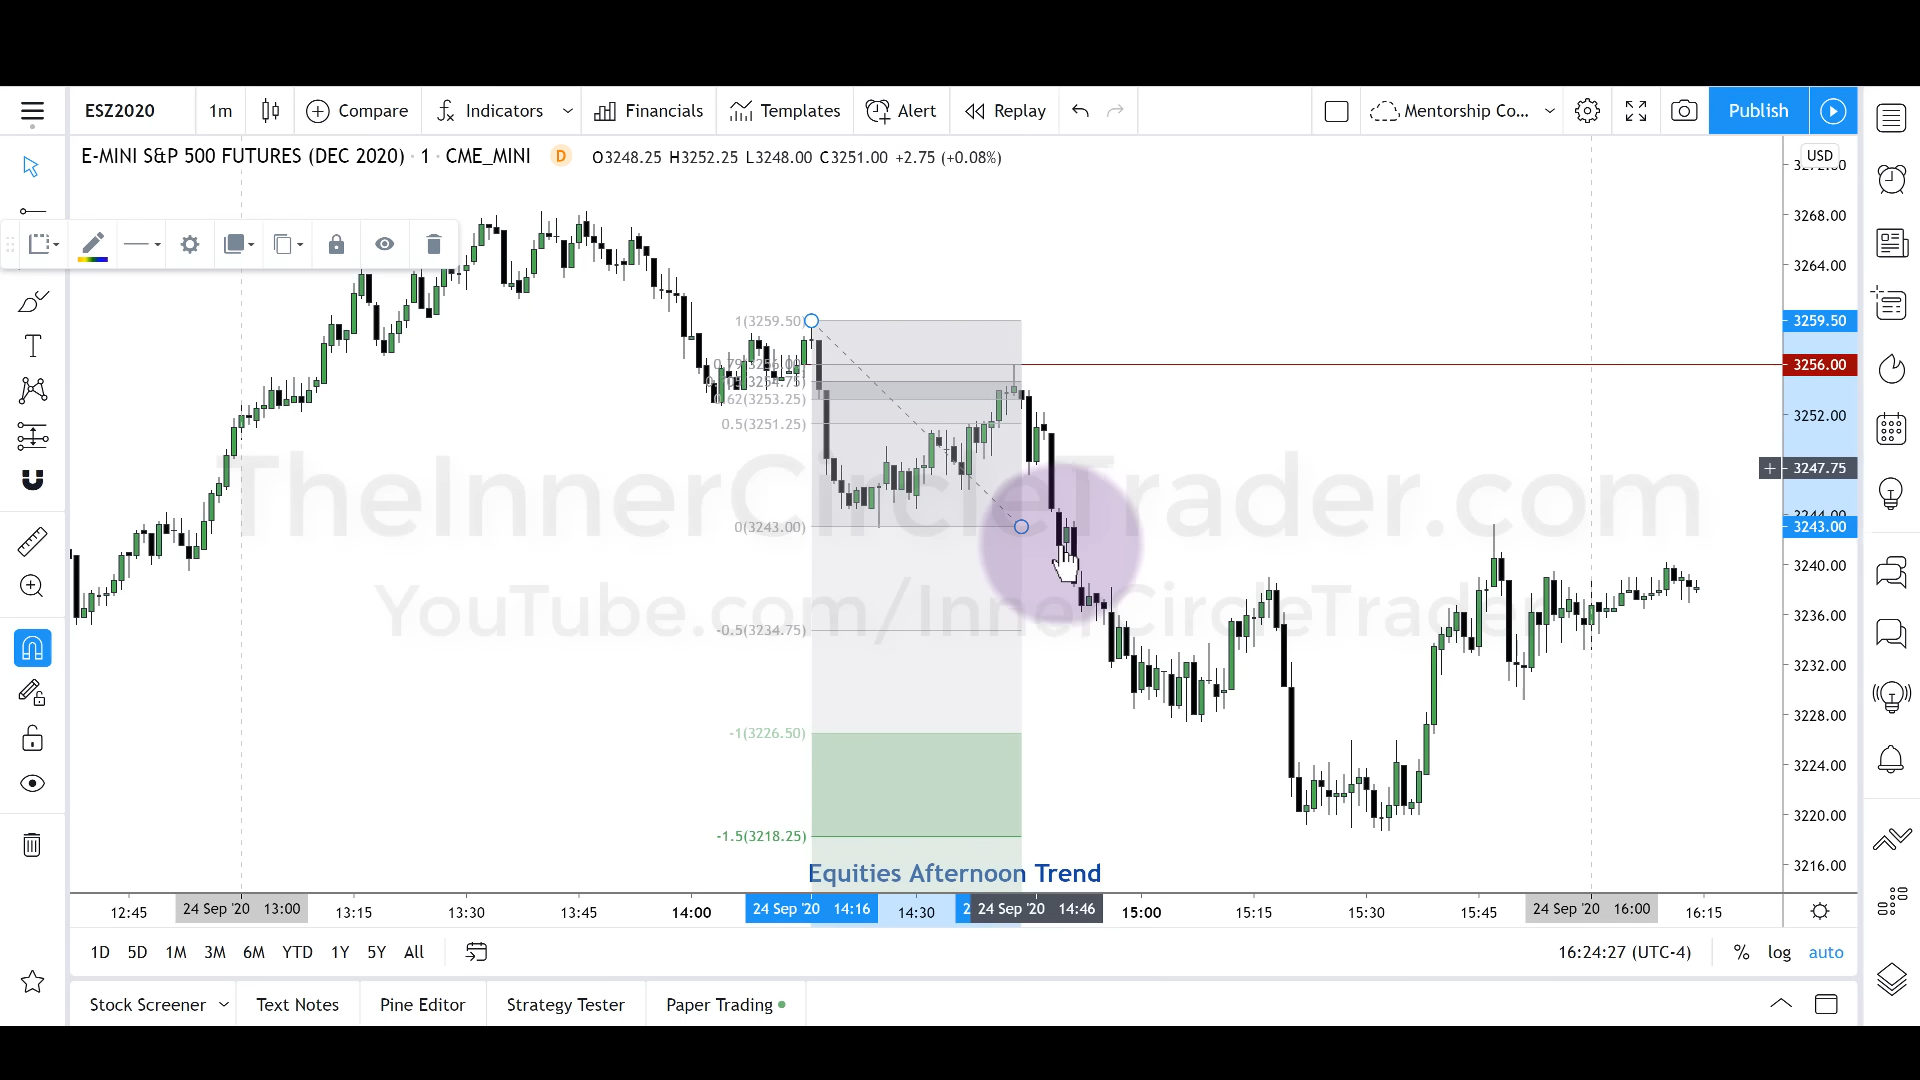 ESZ2020 1m Compare Indicators Financials Templates Alert Replay Mentorship Co... Publish
E-MINI S&P 500 FUTURES (DEC 2020) · 1 · CME_MINI D O3248.25 H3252.25 L3248.00 C3251.00 +2.75 (+0.08%)
USD
3268.00
3264.00
1(3259.50)
3259.50
3256.00
0.5(3251.25)
3252.00
TheInnerCircleTrader.com
3247.75
0(3243.00)
3244.00
3243.00
3240.00
YouTube.com/InnerCircleTrader
3236.00
-0.5(3234.75)
3232.00
3228.00
-1(3226.50)
3224.00
3220.00
-1.5(3218.25)
3216.00
Equities Afternoon Trend
12:45 24 Sep '20 13:00 13:15 13:30 13:45 14:00 24 Sep '20 14:16 14:30 2 24 Sep '20 14:46 15:00 15:15 15:30 15:45 24 Sep '20 16:00 16:15
1D 5D 1M 3M 6M YTD 1Y 5Y All 16:24:27 (UTC-4) % log auto
Stock Screener Text Notes Pine Editor Strategy Tester Paper Trading